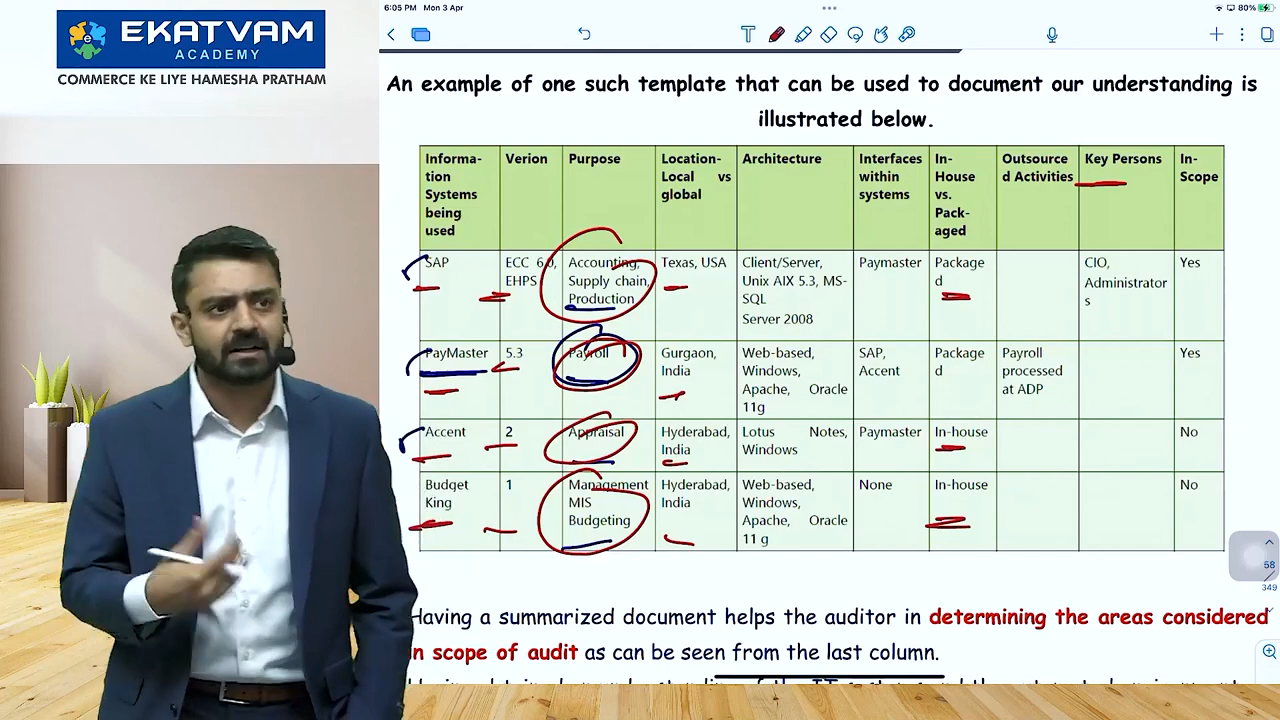 EKATVAM
ACADEMY
COMMERCE KE LIYE HAMESHA PRATHAM
6:05 PM Mon 3 Apr
80%
An example of one such template that can be used to document our understanding is
illustrated below.
Informa-
tion
Systems
being
used
Verion
Purpose
Location-
Local vs
global
Architecture
Interfaces
within
systems
In-
House
vs.
Pack-
aged
Outsource
d Activities
Key Persons
In-
Scope
SAP
ECC 6.0,
EHPS
Accounting,
Supply chain,
Production
Texas, USA
Client/Server,
Unix AIX 5.3, MS-
SQL
Server 2008
Paymaster
Package
d
CIO,
Administrator
s
Yes
PayMaster
5.3
Payroll
Gurgaon,
India
Web-based,
Windows,
Apache, Oracle
11g
SAP,
Accent
Package
d
Payroll
processed
at ADP
Yes
Accent
2
Appraisal
Hyderabad,
India
Lotus Notes,
Windows
Paymaster
In-house
No
Budget
King
1
Management
MIS
Budgeting
Hyderabad,
India
Web-based,
Windows,
Apache, Oracle
11 g
None
In-house
No
58
349
Having a summarized document helps the auditor in determining the areas considered
in scope of audit as can be seen from the last column.